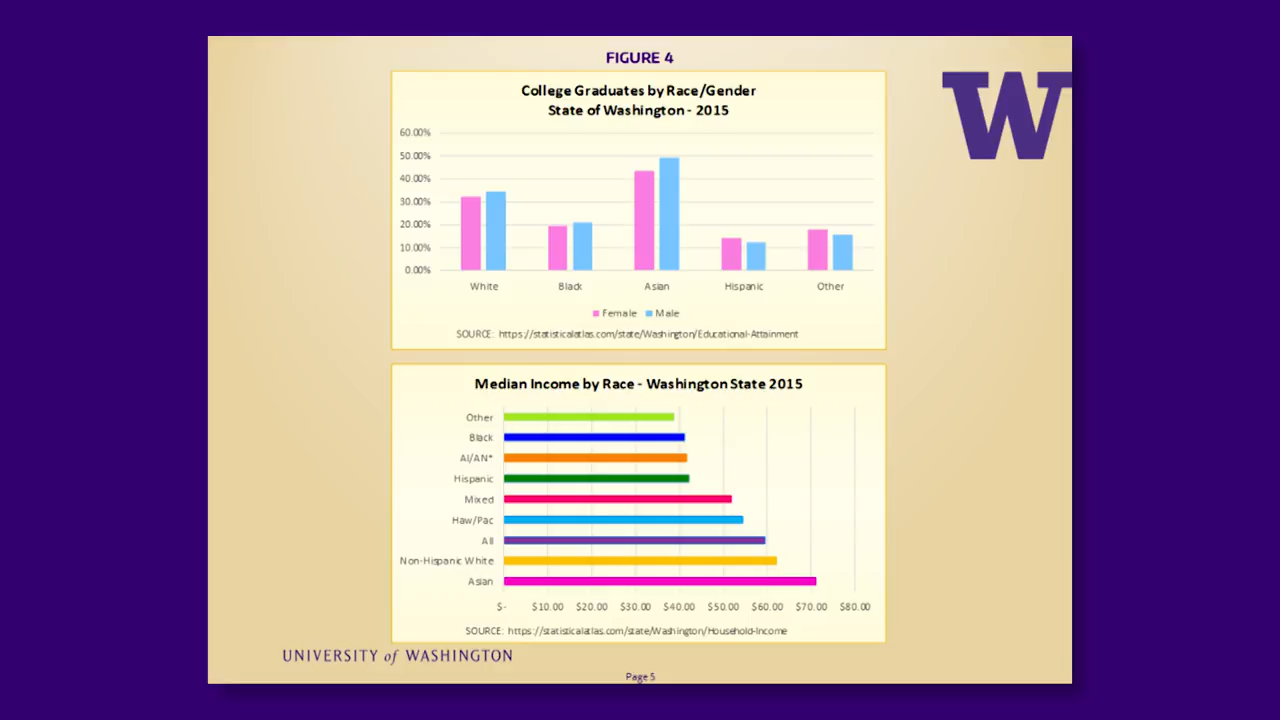 FIGURE 4
W
College Graduates by Race/Gender
State of Washington - 2015
60.00%
50.00%
40.00%
30.00%
20.00%
10.00%
0.00%
White Black Asian Hispanic Other
Female Male
SOURCE: https://statisticalatlas.com/state/Washington/Educational-Attainment
Median Income by Race - Washington State 2015
Other
Black
AI/AN*
Hispanic
Mixed
Haw/Pac
All
Non-Hispanic White
Asian
$- $10.00 $20.00 $30.00 $40.00 $50.00 $60.00 $70.00 $80.00
SOURCE: https://statisticalatlas.com/state/Washington/Household-Income
UNIVERSITY of WASHINGTON
Page 5